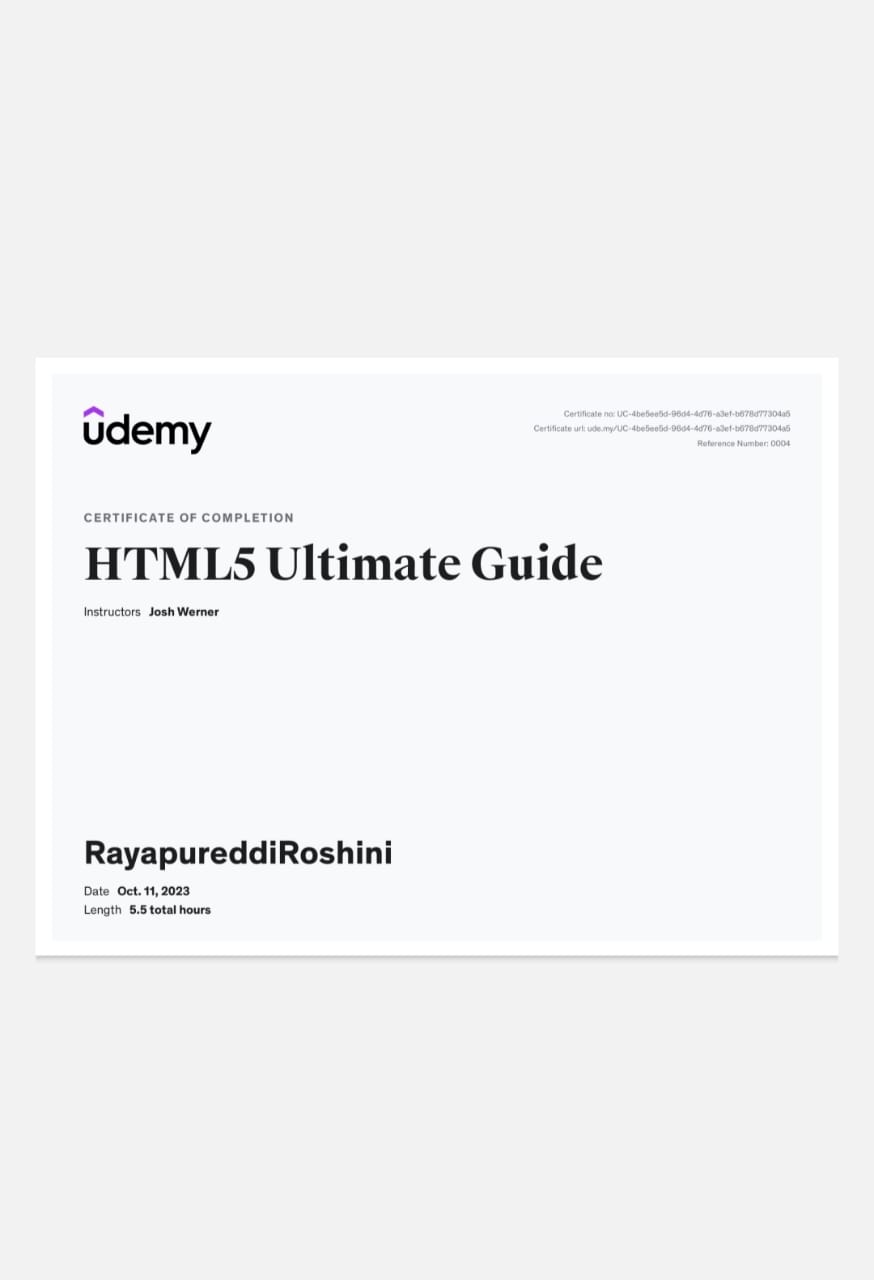 udemy
Certificate no: UC-4be5ee5d-96d4-4d76-a3ef-b678d77304a5
Certificate url: ude.my/UC-4be5ee5d-96d4-4d76-a3ef-b678d77304a5
Reference Number: 0004
CERTIFICATE OF COMPLETION
HTML5 Ultimate Guide
Instructors Josh Werner
RayapureddiRoshini
Date Oct. 11, 2023
Length 5.5 total hours